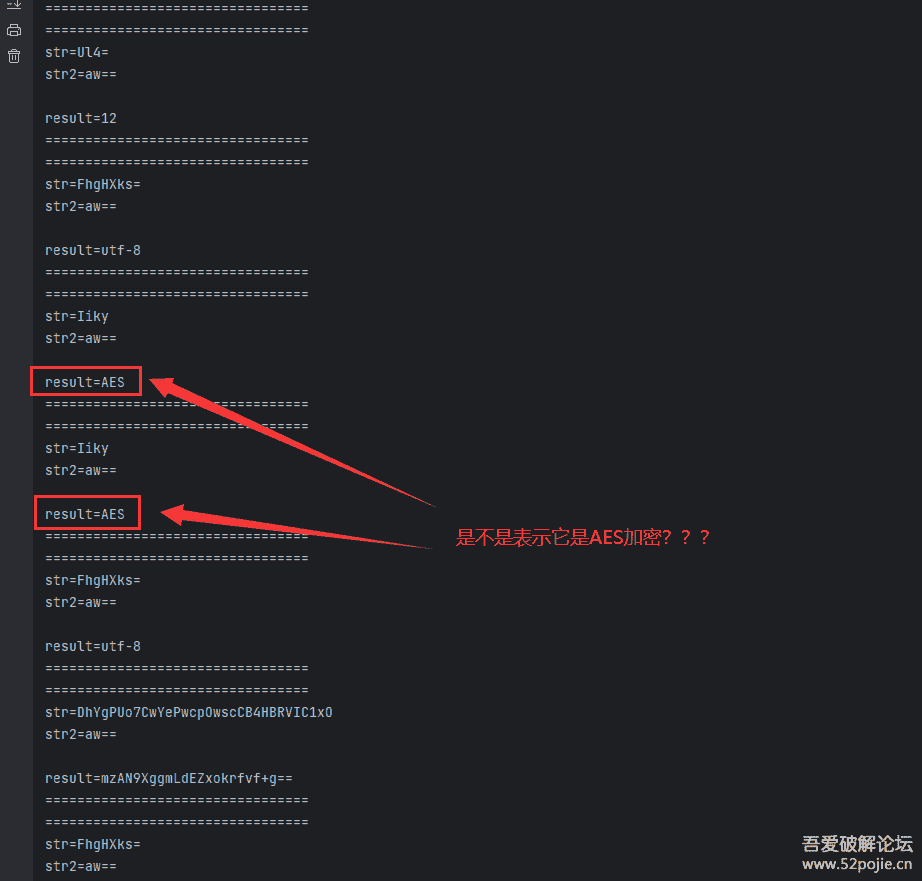 =================================
=================================
str=Ul4=
str2=aw==
result=12
=================================
=================================
str=FhgHXks=
str2=aw==
result=utf-8
=================================
=================================
str=Iiky
str2=aw==
result=AES
=================================
=================================
str=Iiky
str2=aw==
result=AES
是不是表示它是AES加密？？？
=================================
=================================
str=FhgHXks=
str2=aw==
result=utf-8
=================================
=================================
str=DhYgPUo7CwYePwcpOwscCB4HBRVIC1xO
str2=aw==
result=mzAN9XggmLdEZxokrfvf+g==
=================================
=================================
str=FhgHXks=
str2=aw==
吾爱破解论坛
www.52pojie.cn